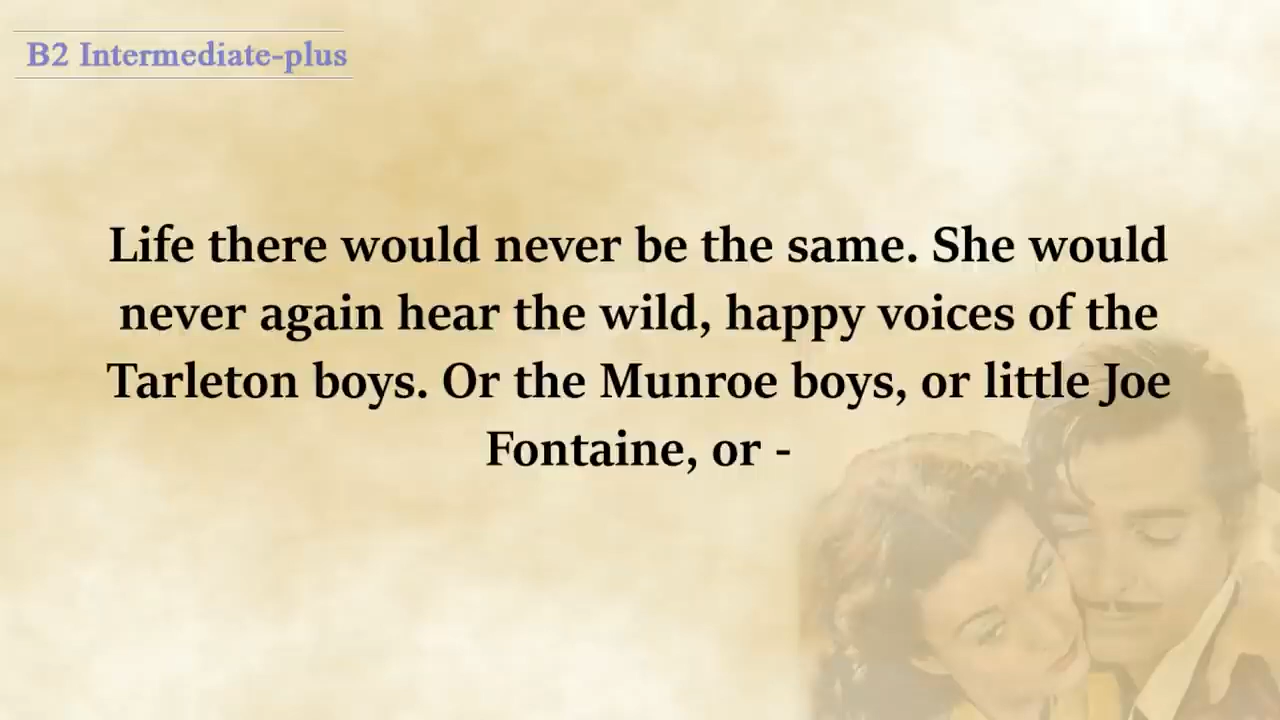 B2 Intermediate-plus
Life there would never be the same. She would
never again hear the wild, happy voices of the
Tarleton boys. Or the Munroe boys, or little Joe
Fontaine, or -